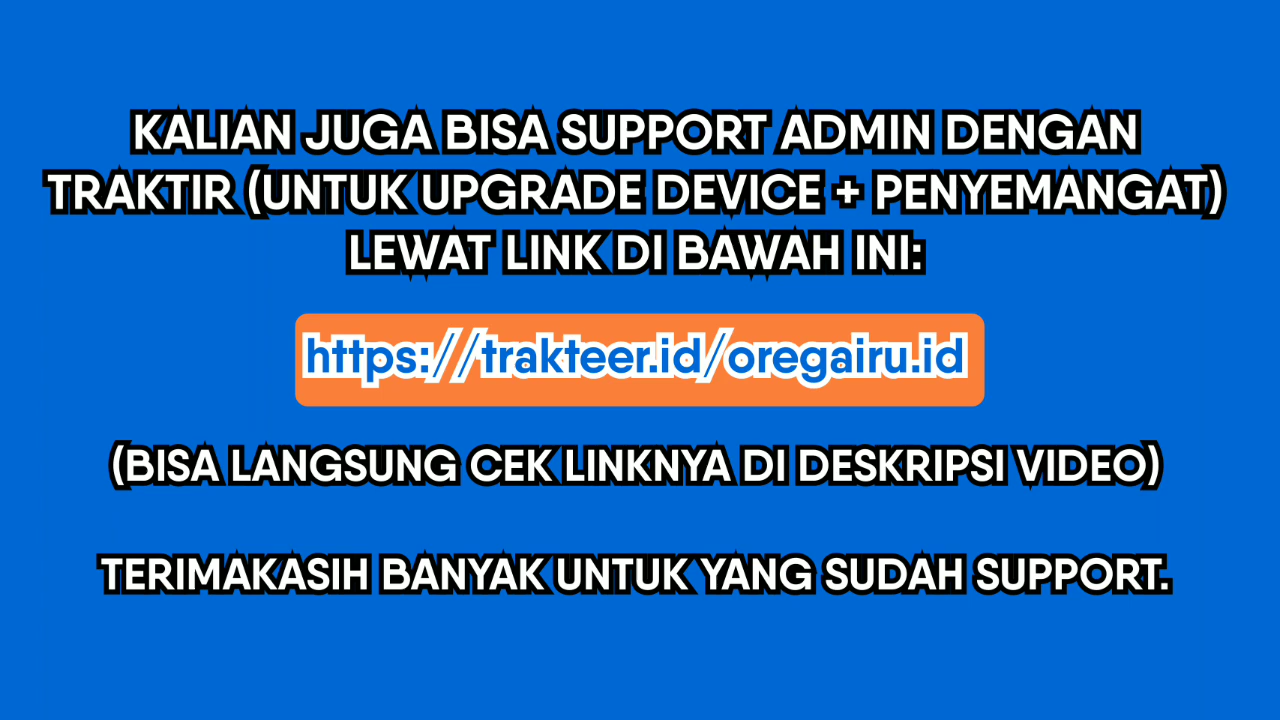 KALIAN JUGA BISA SUPPORT ADMIN DENGAN
TRAKTIR (UNTUK UPGRADE DEVICE + PENYEMANGAT)
LEWAT LINK DI BAWAH INI:
https://trakteer.id/oregairu.id
(BISA LANGSUNG CEK LINKNYA DI DESKRIPSI VIDEO)
TERIMAKASIH BANYAK UNTUK YANG SUDAH SUPPORT.